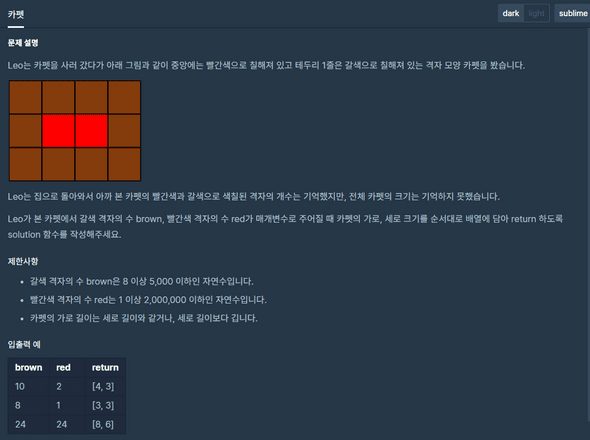 카펫
dark light sublime
문제 설명
Leo는 카펫을 사러 갔다가 아래 그림과 같이 중앙에는 빨간색으로 칠해져 있고 테두리 1줄은 갈색으로 칠해져 있는 격자 모양 카펫을 봤습니다.
Leo는 집으로 돌아와서 아까 본 카펫의 빨간색과 갈색으로 색칠된 격자의 개수는 기억했지만, 전체 카펫의 크기는 기억하지 못했습니다.
Leo가 본 카펫에서 갈색 격자의 수 brown, 빨간색 격자의 수 red가 매개변수로 주어질 때 카펫의 가로, 세로 크기를 순서대로 배열에 담아 return 하도록
solution 함수를 작성해주세요.
제한사항
• 갈색 격자의 수 brown은 8 이상 5,000 이하인 자연수입니다.
• 빨간색 격자의 수 red는 1 이상 2,000,000 이하인 자연수입니다.
• 카펫의 가로 길이는 세로 길이와 같거나, 세로 길이보다 깁니다.
입출력 예
brown red return
10 2 [4, 3]
8 1 [3, 3]
24 24 [8, 6]